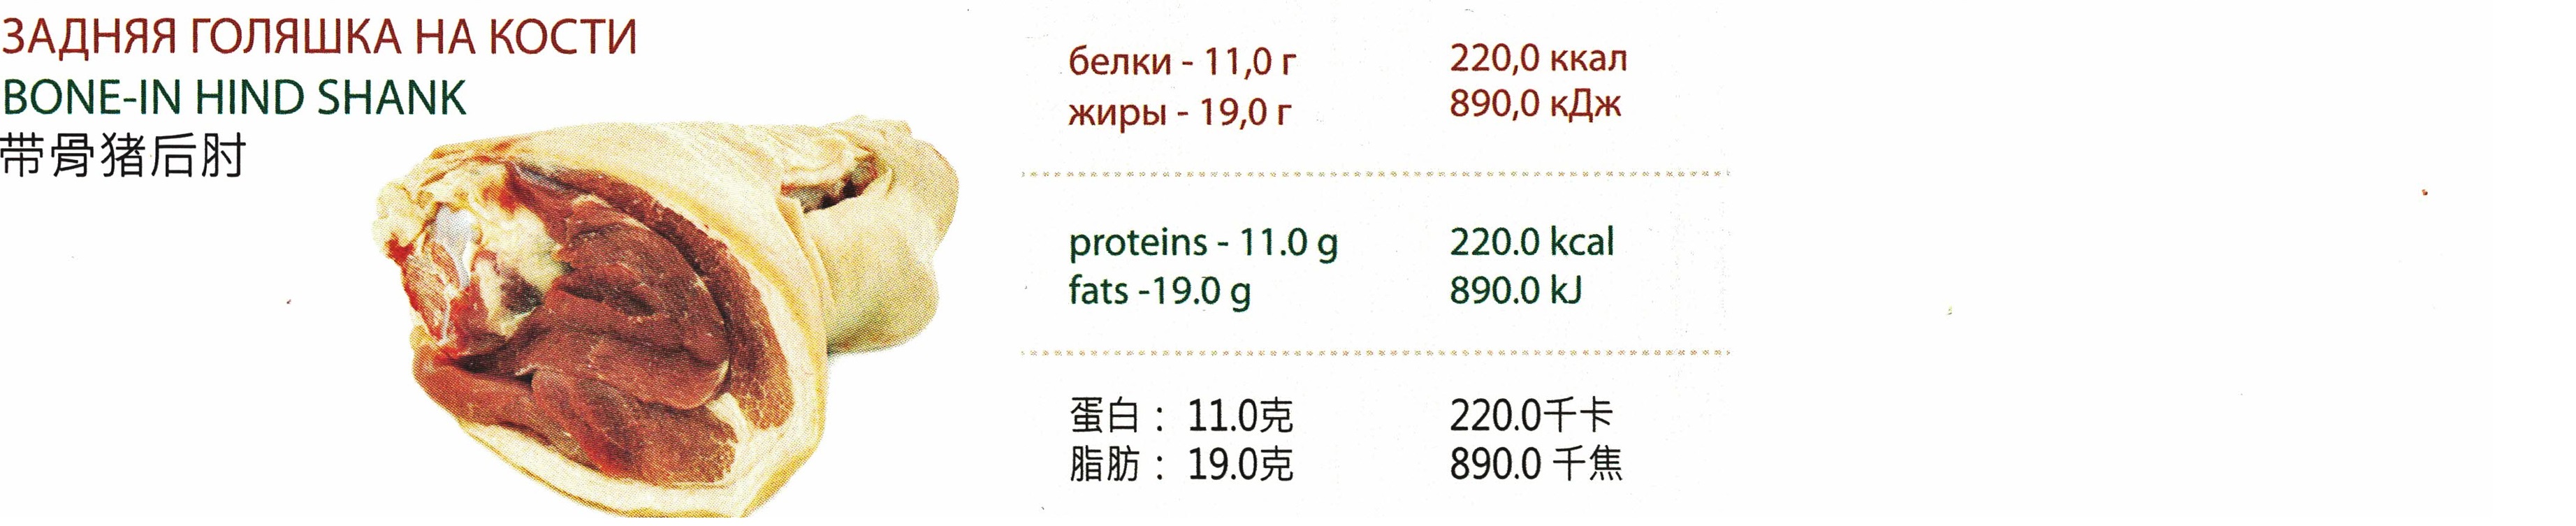 ЗАДНЯЯ ГОЛЯШКА НА КОСТИ
BONE-IN HIND SHANK
带骨猪后肘
белки - 11,0 г
жиры - 19,0 г
220,0 ккал
890,0 кДж
proteins - 11.0 g
fats -19.0 g
220.0 kcal
890.0 kJ
蛋白： 11.0克
脂肪： 19.0克
220.0千卡
890.0 千焦